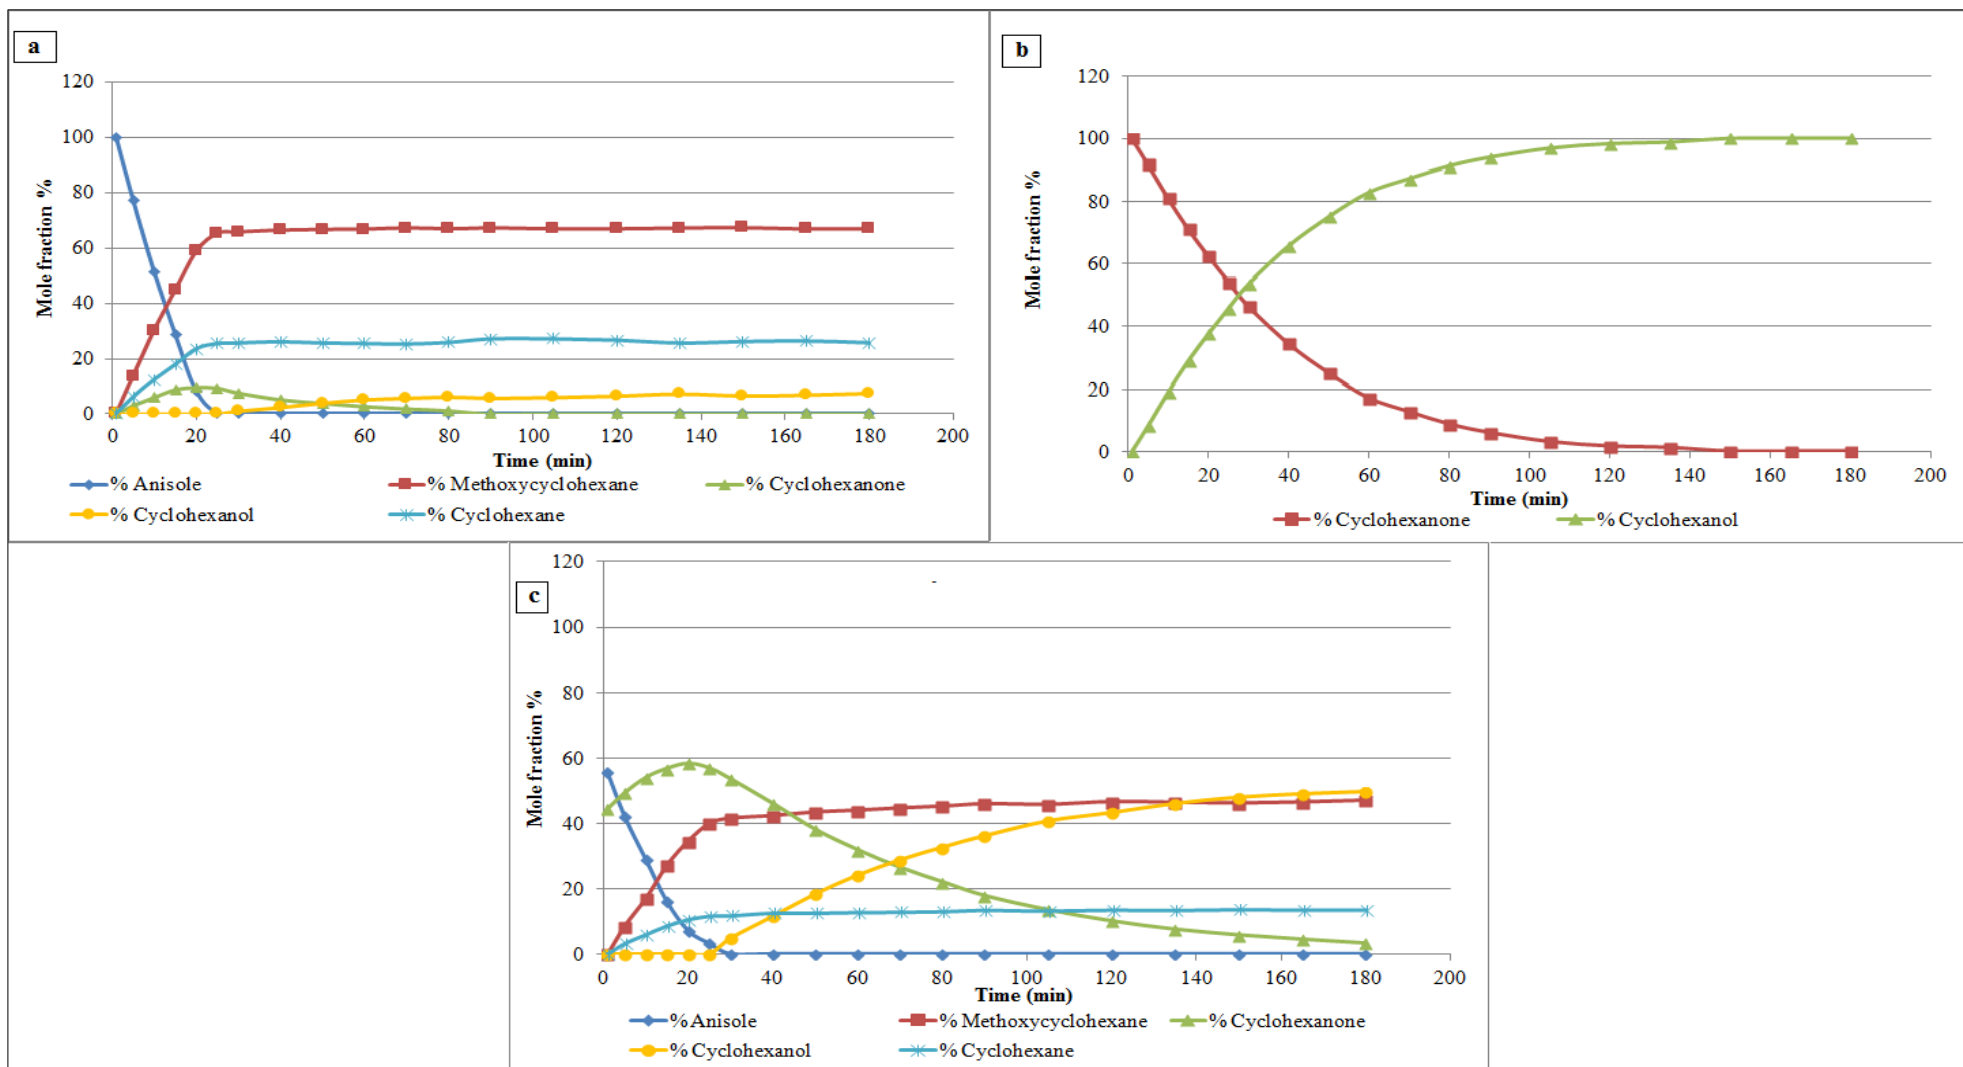 a
120
100
80
60
40
20
0
Mole fraction %
0 20 40 60 80 100 120 140 160 180 200
Time (min)
% Anisole % Methoxycyclohexane % Cyclohexanone
% Cyclohexanol % Cyclohexane
b
120
100
80
60
40
20
0
Mole fraction %
0 20 40 60 80 100 120 140 160 180 200
Time (min)
% Cyclohexanone % Cyclohexanol
c
120
100
80
60
40
20
0
Mole fraction %
0 20 40 60 80 100 120 140 160 180 200
Time (min)
% Anisole % Methoxycyclohexane % Cyclohexanone
% Cyclohexanol % Cyclohexane